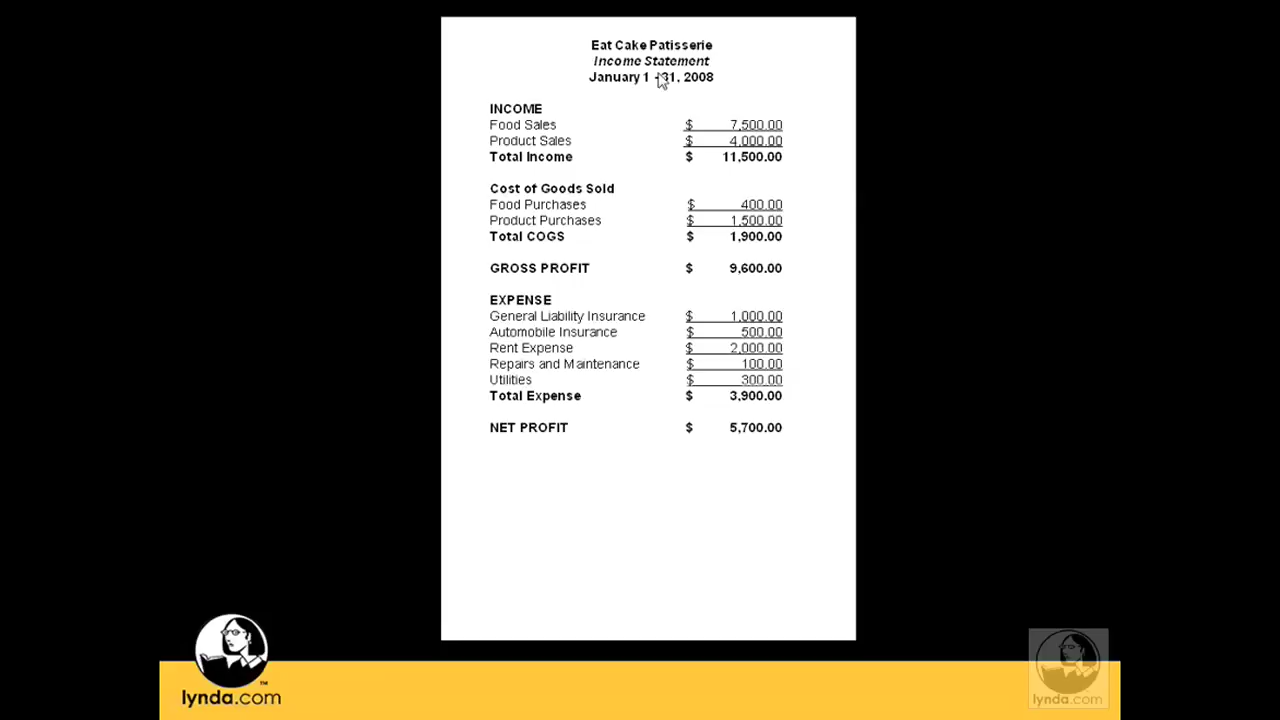 Eat Cake Patisserie
Income Statement
January 1 - 31, 2008
INCOME
Food Sales $ 7,500.00
Product Sales $ 4,000.00
Total Income $ 11,500.00
Cost of Goods Sold
Food Purchases $ 400.00
Product Purchases $ 1,500.00
Total COGS $ 1,900.00
GROSS PROFIT $ 9,600.00
EXPENSE
General Liability Insurance $ 1,000.00
Automobile Insurance $ 500.00
Rent Expense $ 2,000.00
Repairs and Maintenance $ 100.00
Utilities $ 300.00
Total Expense $ 3,900.00
NET PROFIT $ 5,700.00
lynda.com™
lynda.com